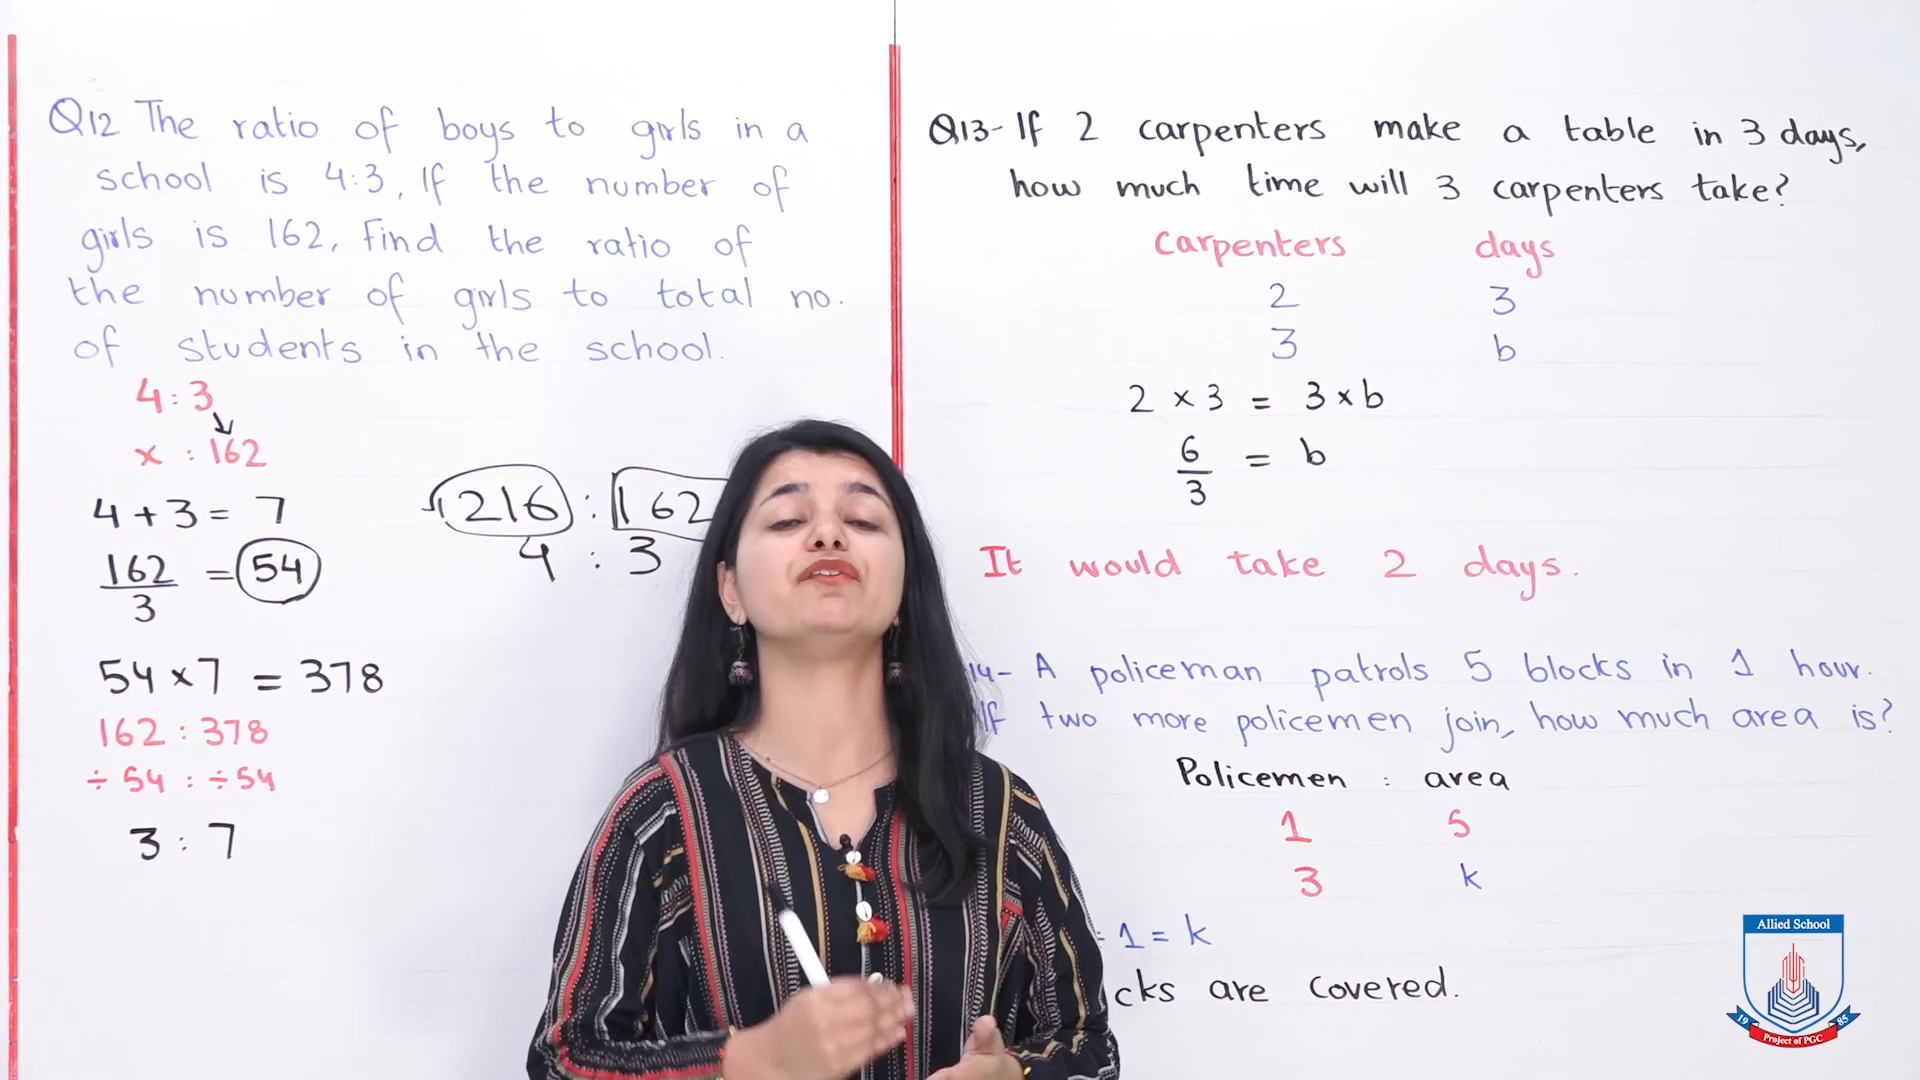 Q12 The ratio of boys to girls in a
school is 4:3, If the number of
girls is 162, Find the ratio of
the number of girls to total no.
of students in the school.
4 : 3
x : 162
4 + 3 = 7
162/3 = 54
54 × 7 = 378
162 : 378
÷ 54 : ÷ 54
3 : 7
216 : 162
4 : 3
Q13- If 2 carpenters make a table in 3 days,
how much time will 3 carpenters take?
Carpenters days
2 3
3 b
2 × 3 = 3 × b
6/3 = b
It would take 2 days.
14- A policeman patrols 5 blocks in 1 hour.
If two more policemen join, how much area is?
Policemen : area
1 5
3 k
÷ 1 = k
cks are covered.
Allied School
19 85
Project of PGC